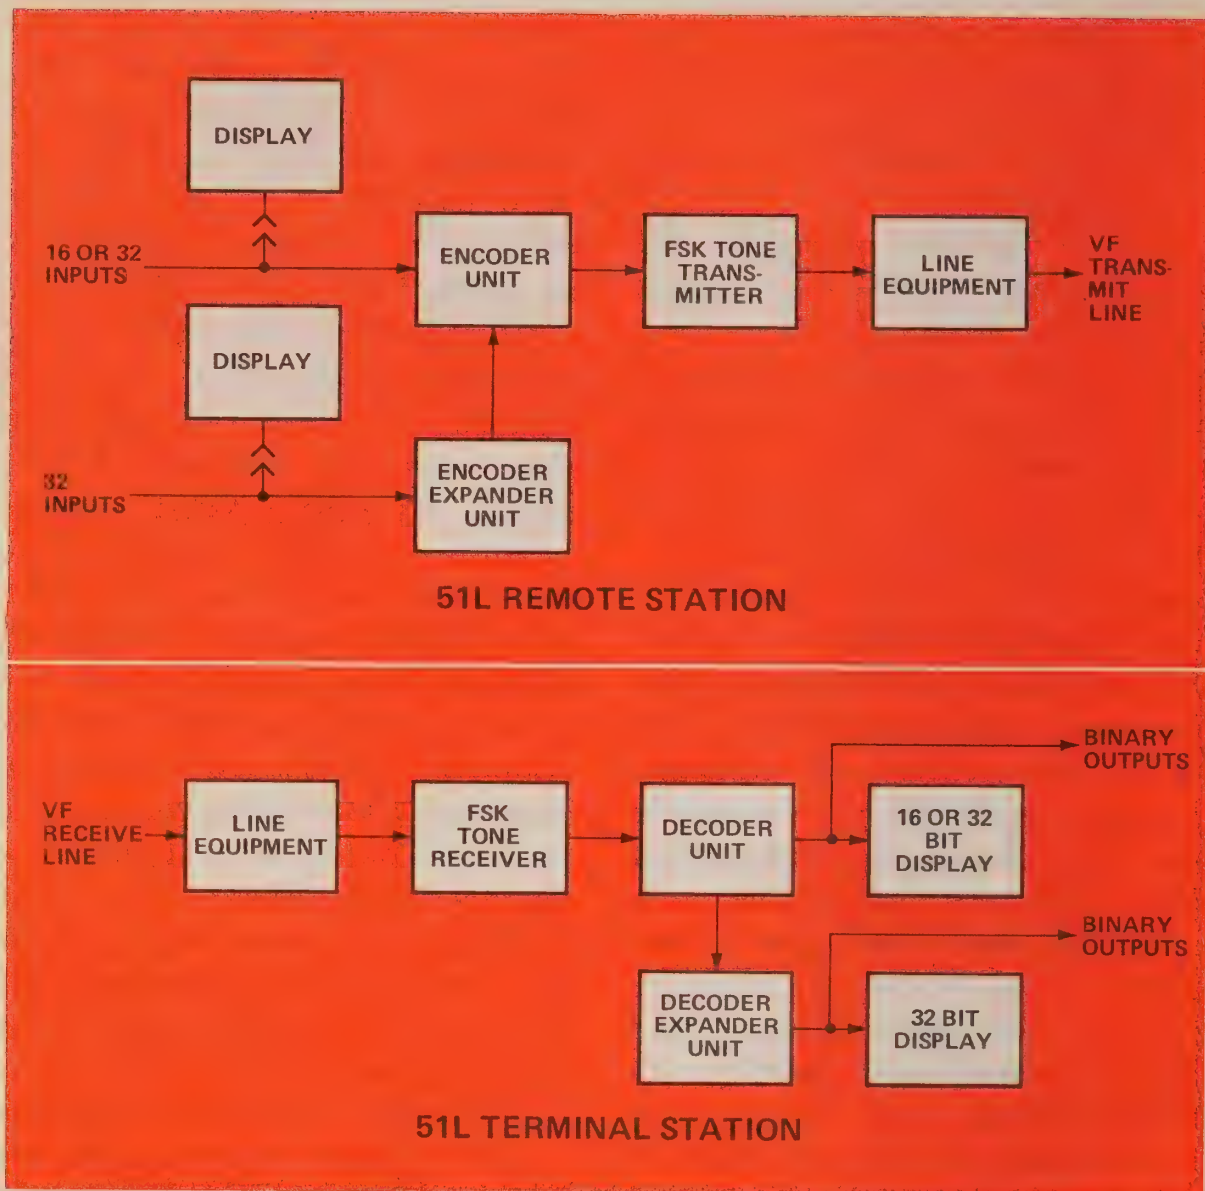 DISPLAY
16 OR 32
INPUTS
ENCODER
UNIT
FSK TONE
TRANS-
MITTER
LINE
EQUIPMENT
VF
TRANS-
MIT
LINE
DISPLAY
32
INPUTS
ENCODER
EXPANDER
UNIT
51L REMOTE STATION
VF
RECEIVE
LINE
LINE
EQUIPMENT
FSK
TONE
RECEIVER
DECODER
UNIT
BINARY
OUTPUTS
16 OR 32
BIT
DISPLAY
DECODER
EXPANDER
UNIT
BINARY
OUTPUTS
32 BIT
DISPLAY
51L TERMINAL STATION